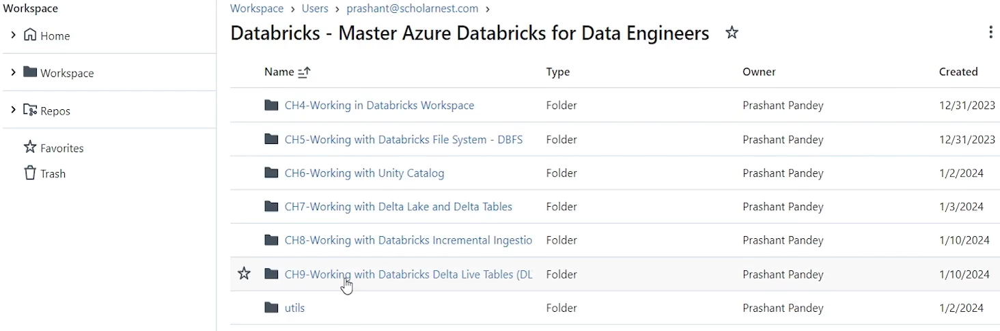 Workspace
Home
Workspace
Repos
Favorites
Trash
Workspace > Users > prashant@scholarnest.com >
Databricks - Master Azure Databricks for Data Engineers
Name Type Owner Created
CH4-Working in Databricks Workspace Folder Prashant Pandey 12/31/2023
CH5-Working with Databricks File System - DBFS Folder Prashant Pandey 12/31/2023
CH6-Working with Unity Catalog Folder Prashant Pandey 1/2/2024
CH7-Working with Delta Lake and Delta Tables Folder Prashant Pandey 1/3/2024
CH8-Working with Databricks Incremental Ingestio Folder Prashant Pandey 1/10/2024
CH9-Working with Databricks Delta Live Tables (DL Folder Prashant Pandey 1/10/2024
utils Folder Prashant Pandey 1/2/2024